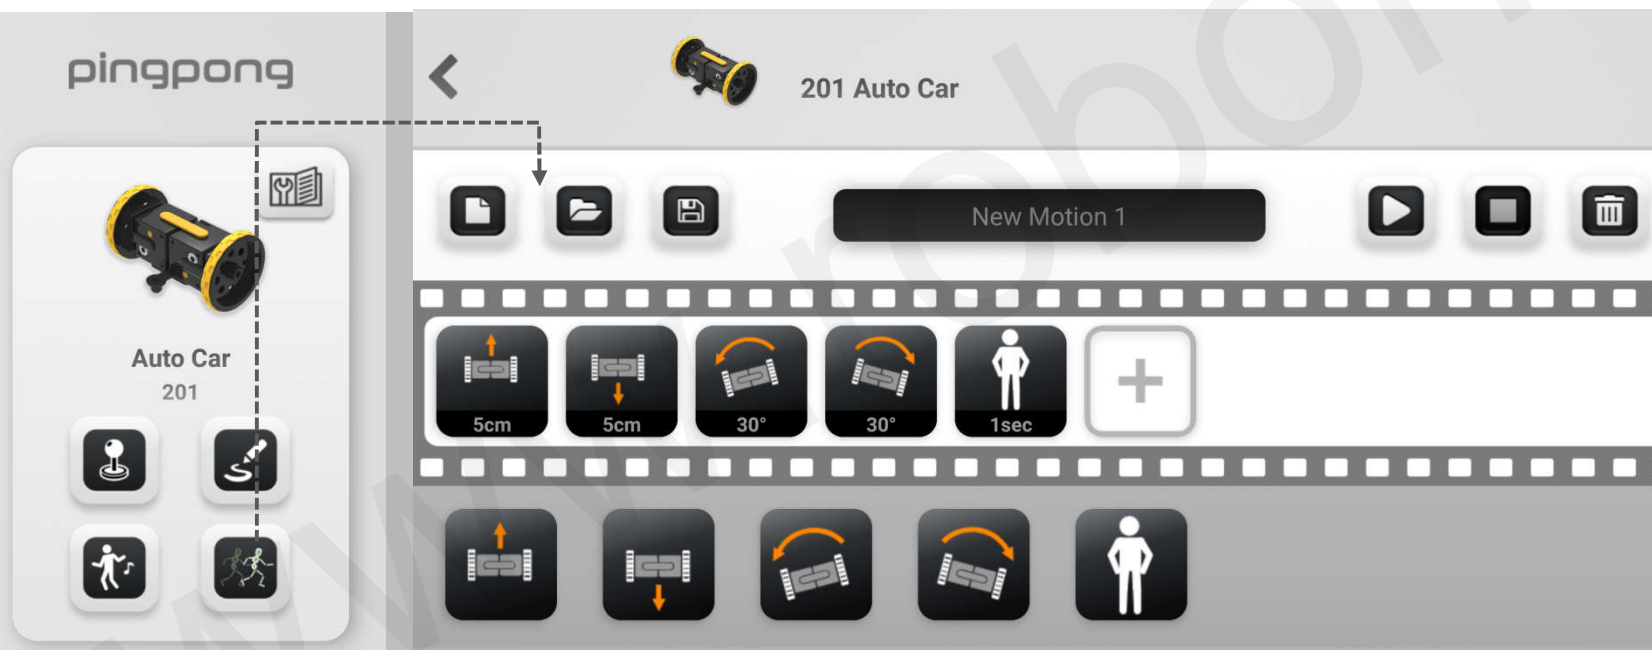 pingpong
Auto Car
201
201 Auto Car
New Motion 1
5cm
5cm
30°
30°
1sec